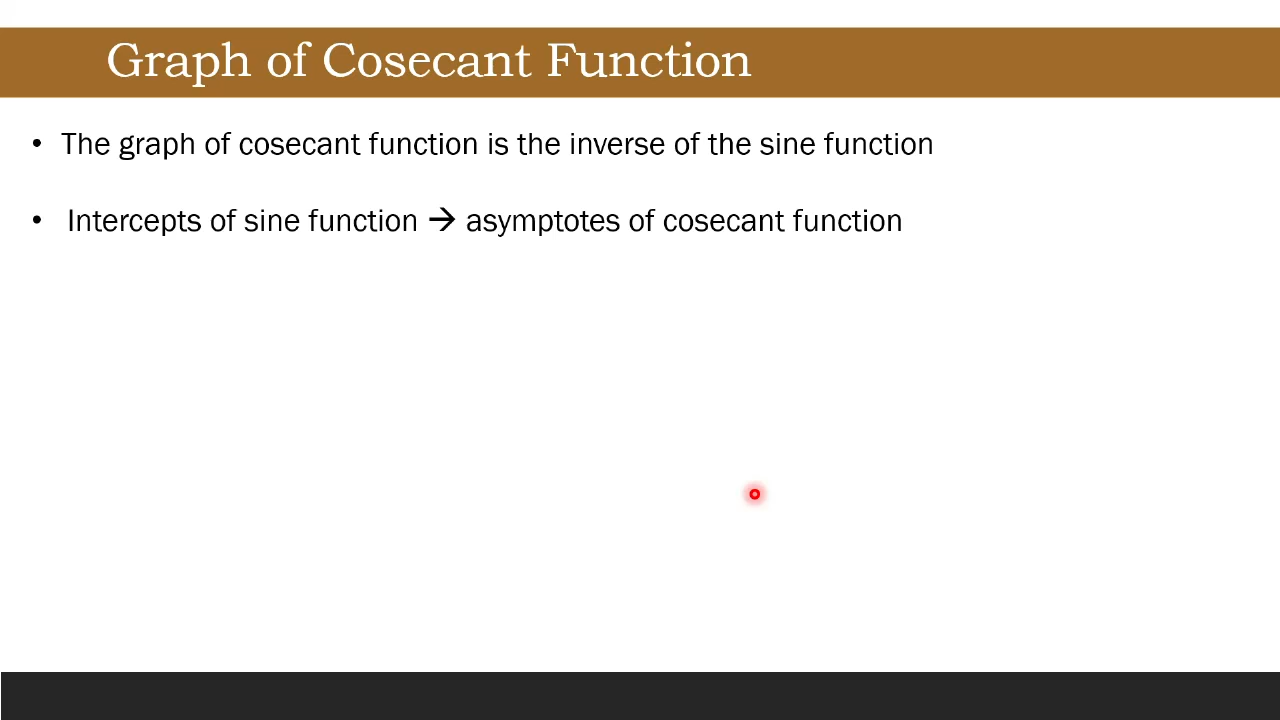 Graph of Cosecant Function
• The graph of cosecant function is the inverse of the sine function
• Intercepts of sine function → asymptotes of cosecant function